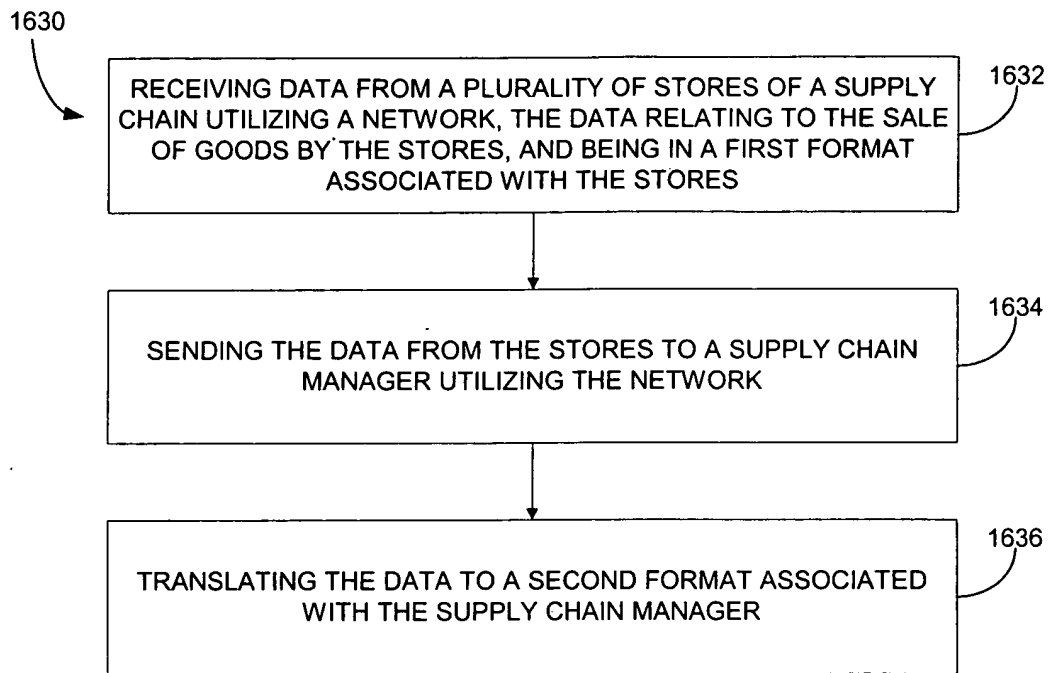 1630
RECEIVING DATA FROM A PLURALITY OF STORES OF A SUPPLY
CHAIN UTILIZING A NETWORK, THE DATA RELATING TO THE SALE
OF GOODS BY THE STORES, AND BEING IN A FIRST FORMAT
ASSOCIATED WITH THE STORES
1632
SENDING THE DATA FROM THE STORES TO A SUPPLY CHAIN
MANAGER UTILIZING THE NETWORK
1634
TRANSLATING THE DATA TO A SECOND FORMAT ASSOCIATED
WITH THE SUPPLY CHAIN MANAGER
1636